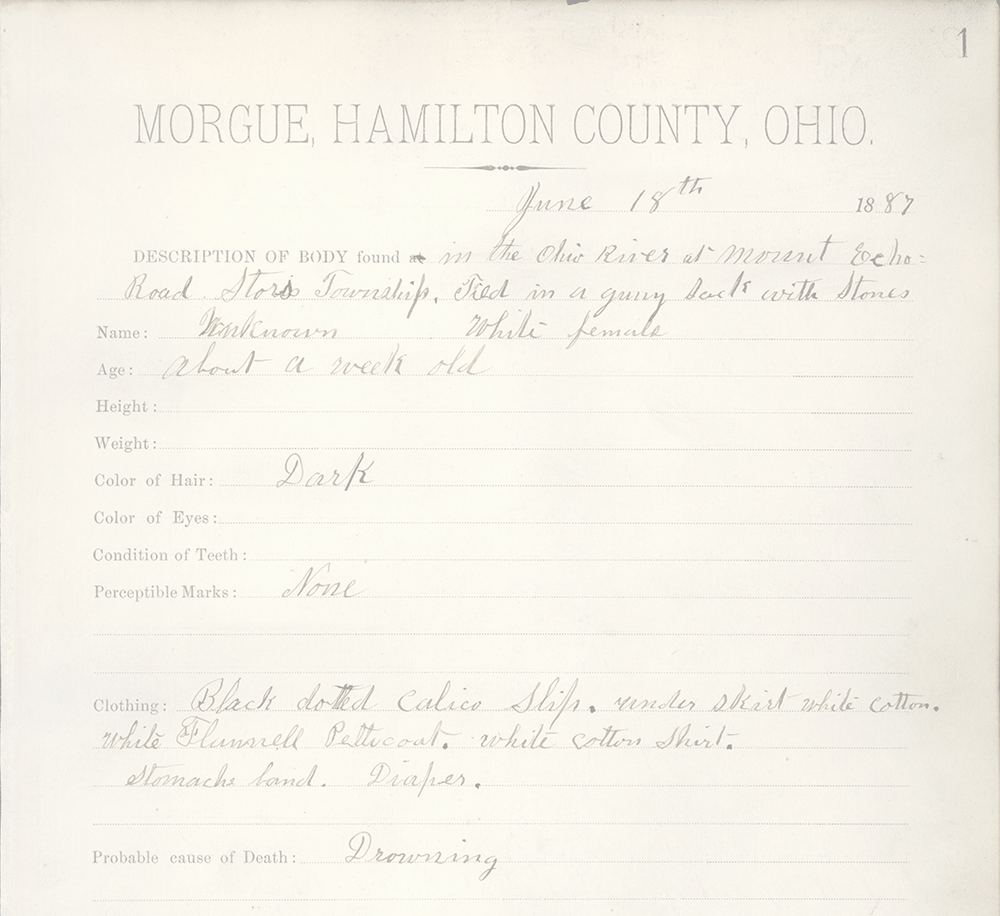 1
MORGUE, HAMILTON COUNTY, OHIO.
June 18th 1887
DESCRIPTION OF BODY found at in the Ohio River at Mount Echo=
Road. Storis Township. Tied in a guny Sack with Stones
Name: Unknown White female
Age: about a week old
Height:
Weight:
Color of Hair: Dark
Color of Eyes:
Condition of Teeth:
Perceptible Marks: None
Clothing: Black dotted Calico Slip. under skirt white cotton.
white Flannell Petticoat. white cotton Shirt.
Stomache band. Diaper.
Probable cause of Death: Drowning